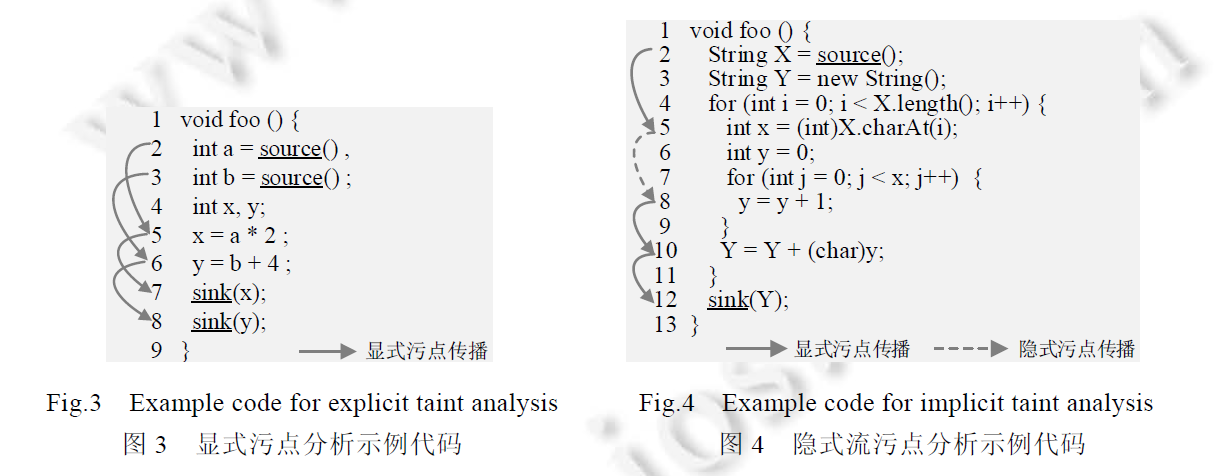 1 void foo () {
2 int a = source() ,
3 int b = source() ;
4 int x, y;
5 x = a * 2 ;
6 y = b + 4 ;
7 sink(x);
8 sink(y);
9 }
显式污点传播
Fig.3 Example code for explicit taint analysis
图 3 显式污点分析示例代码
1 void foo () {
2 String X = source();
3 String Y = new String();
4 for (int i = 0; i < X.length(); i++) {
5 int x = (int)X.charAt(i);
6 int y = 0;
7 for (int j = 0; j < x; j++) {
8 y = y + 1;
9 }
10 Y = Y + (char)y;
11 }
12 sink(Y);
13 }
显式污点传播 隐式污点传播
Fig.4 Example code for implicit taint analysis
图 4 隐式流污点分析示例代码